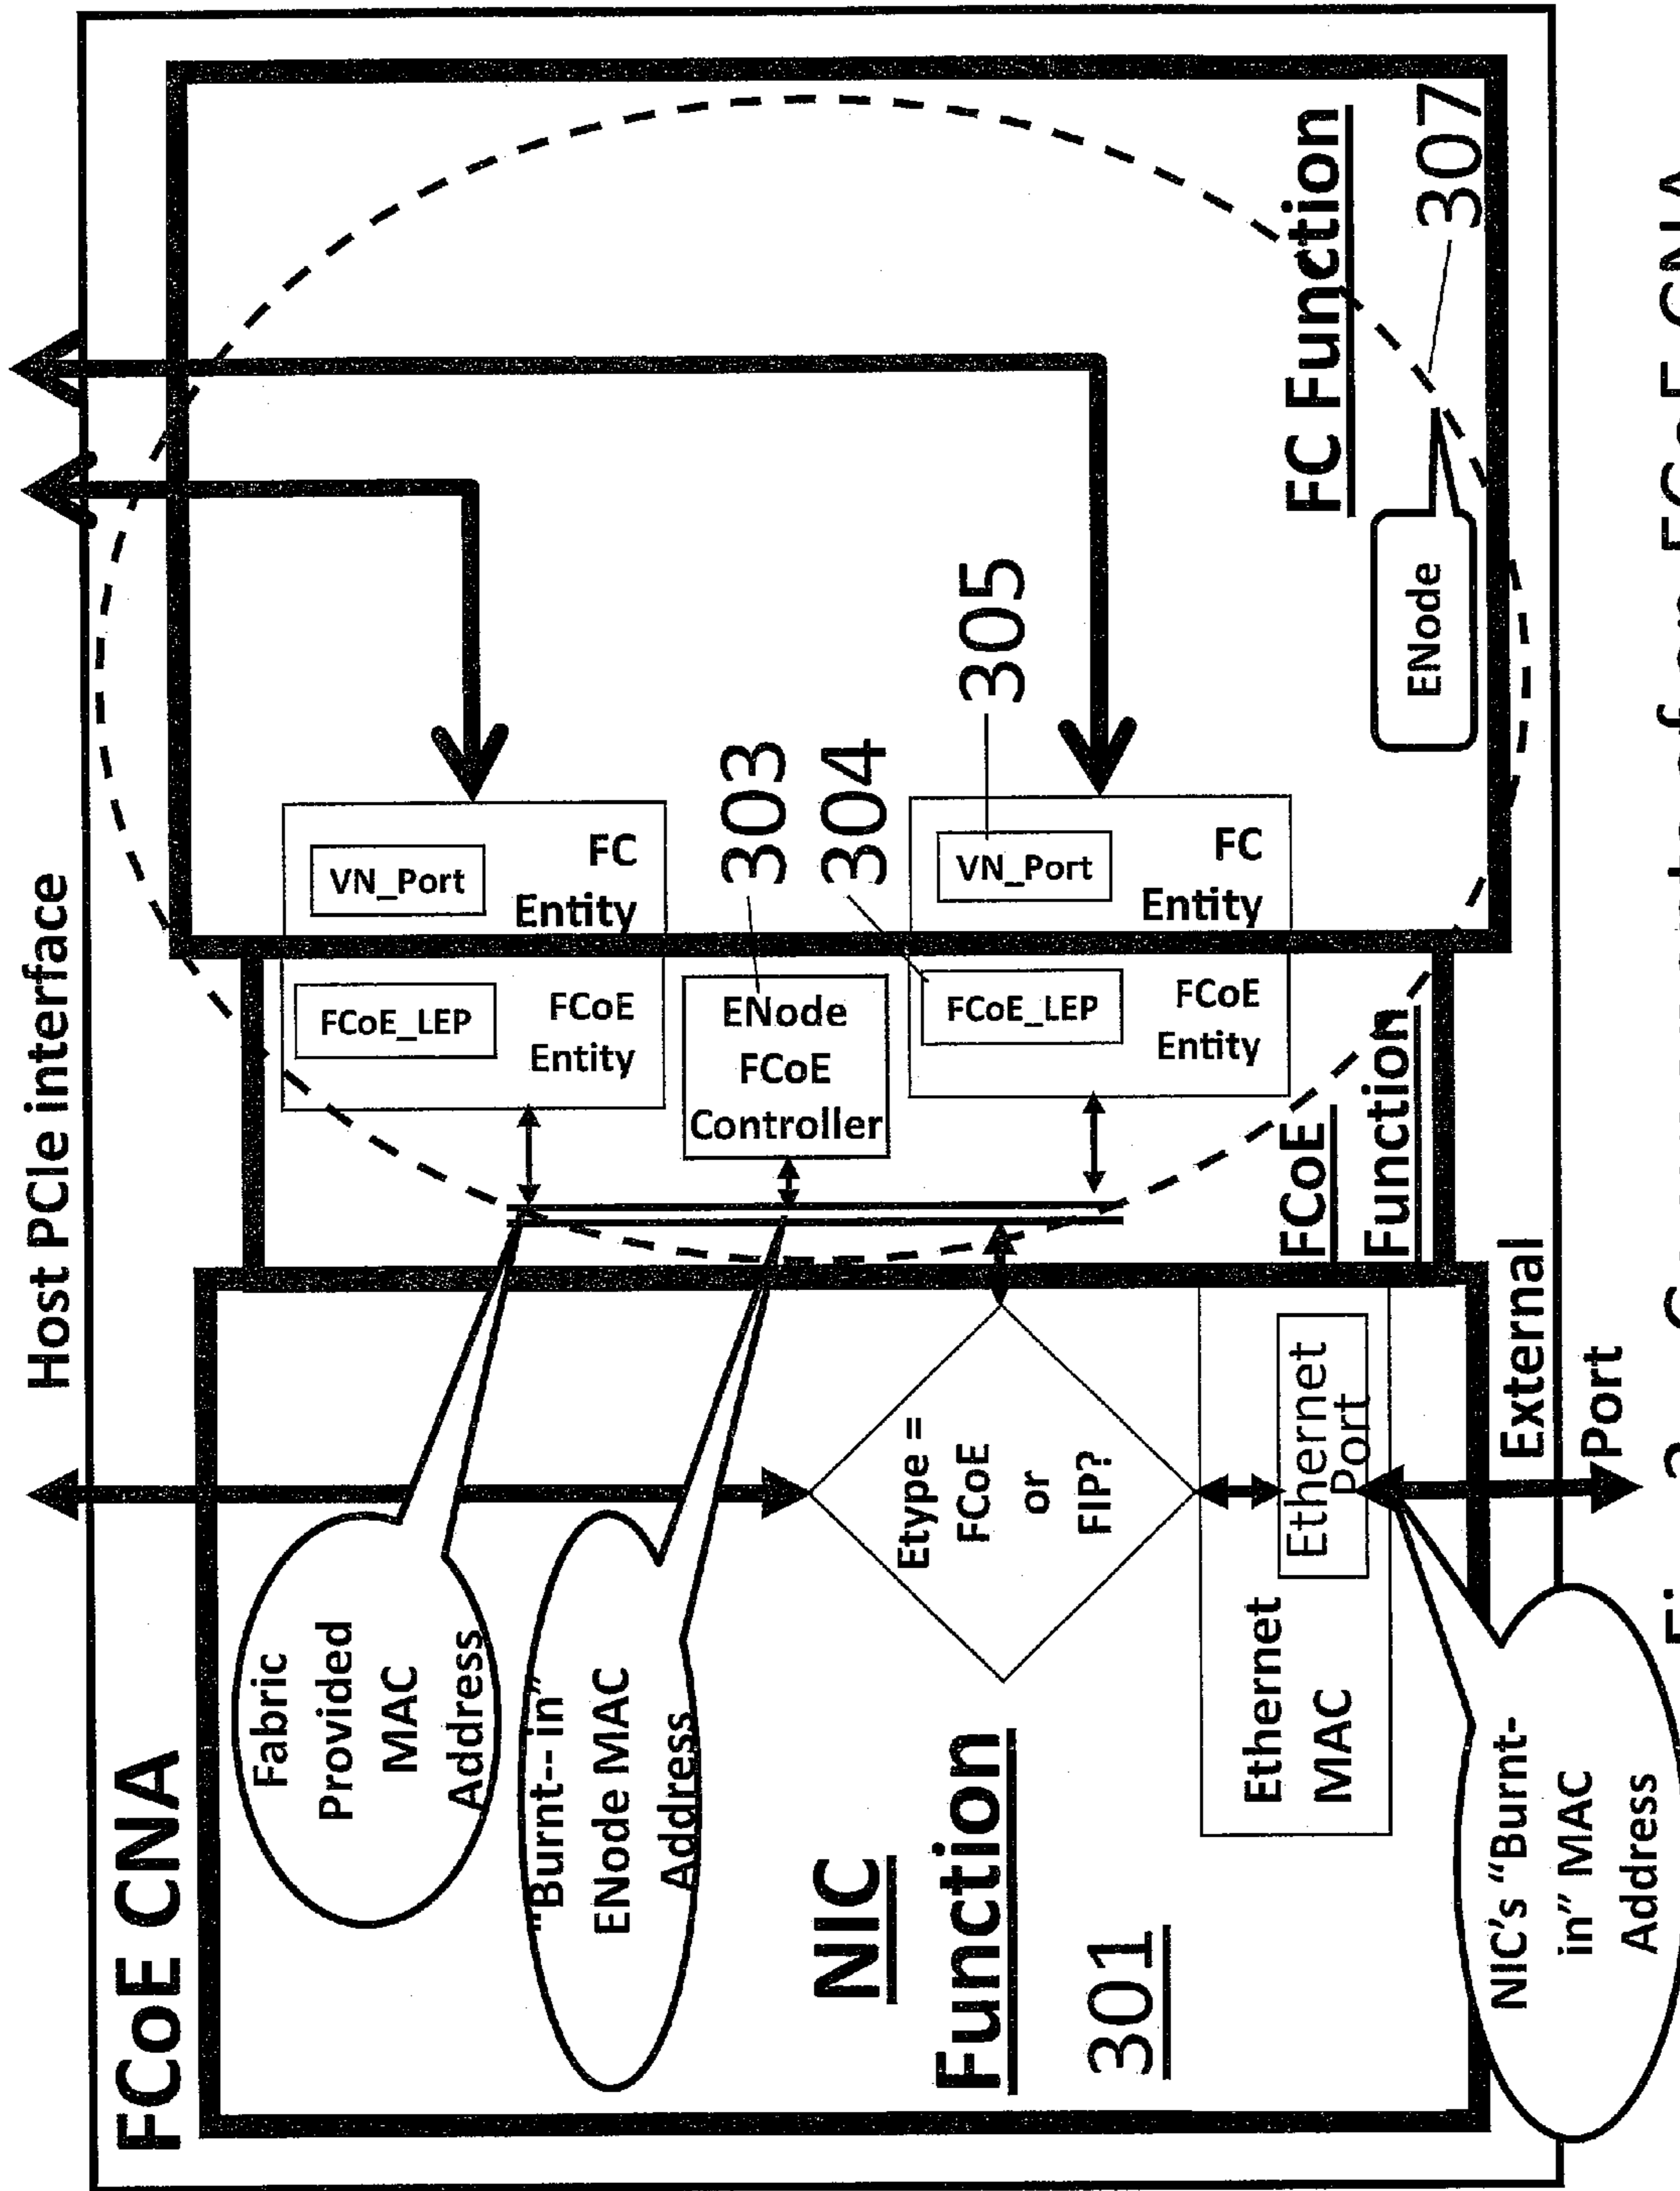 Host PCIe interface
FCoE CNA
Fabric
Provided
MAC
Address
"Burnt-- in"
ENode MAC
Address
NIC
Function
301
Etype =
FCoE
or
FIP?
Ethernet
MAC
Ethernet
Port
NIC's "Burnt-
in" MAC
Address
External
Port
FCoE_LEP
FCoE
Entity
ENode
FCoE
Controller
FCoE_LEP
FCoE
Entity
FCoE
Function
VN_Port
FC
Entity
303
304
VN_Port
FC
Entity
305
ENode
FC Function
307